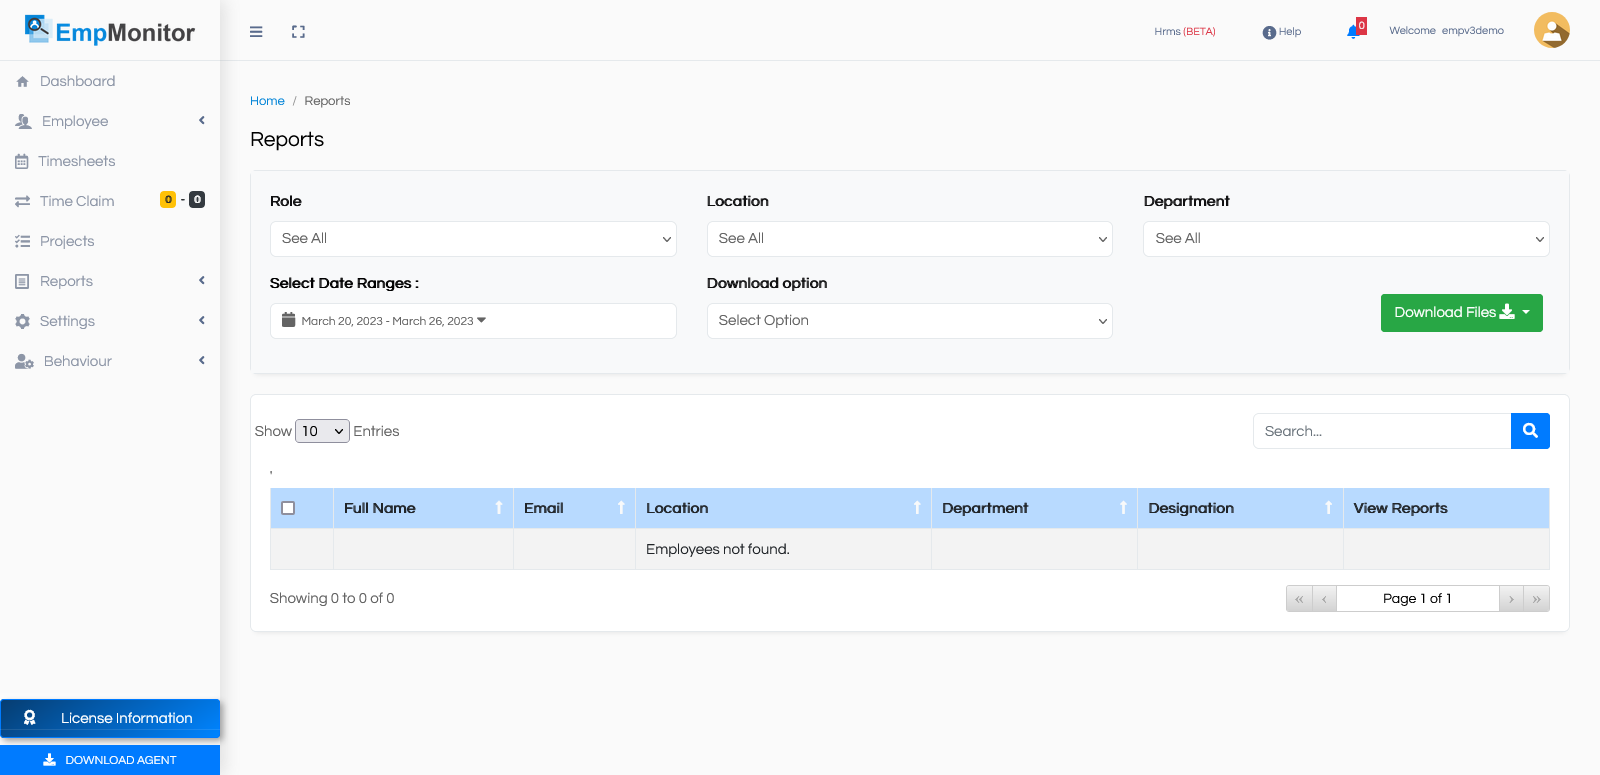 EmpMonitor
Hrms (BETA)
Help
0
Welcome empv3demo
Dashboard
Employee
Timesheets
Time Claim 0 - 0
Projects
Reports
Settings
Behaviour
License Information
DOWNLOAD AGENT
Home / Reports
Reports
Role
See All
Location
See All
Department
See All
Select Date Ranges :
March 20, 2023 - March 26, 2023
Download option
Select Option
Download Files
Show 10 Entries
Search...
,
Full Name Email Location Department Designation View Reports
Employees not found.
Showing 0 to 0 of 0
« ‹ Page 1 of 1 › »